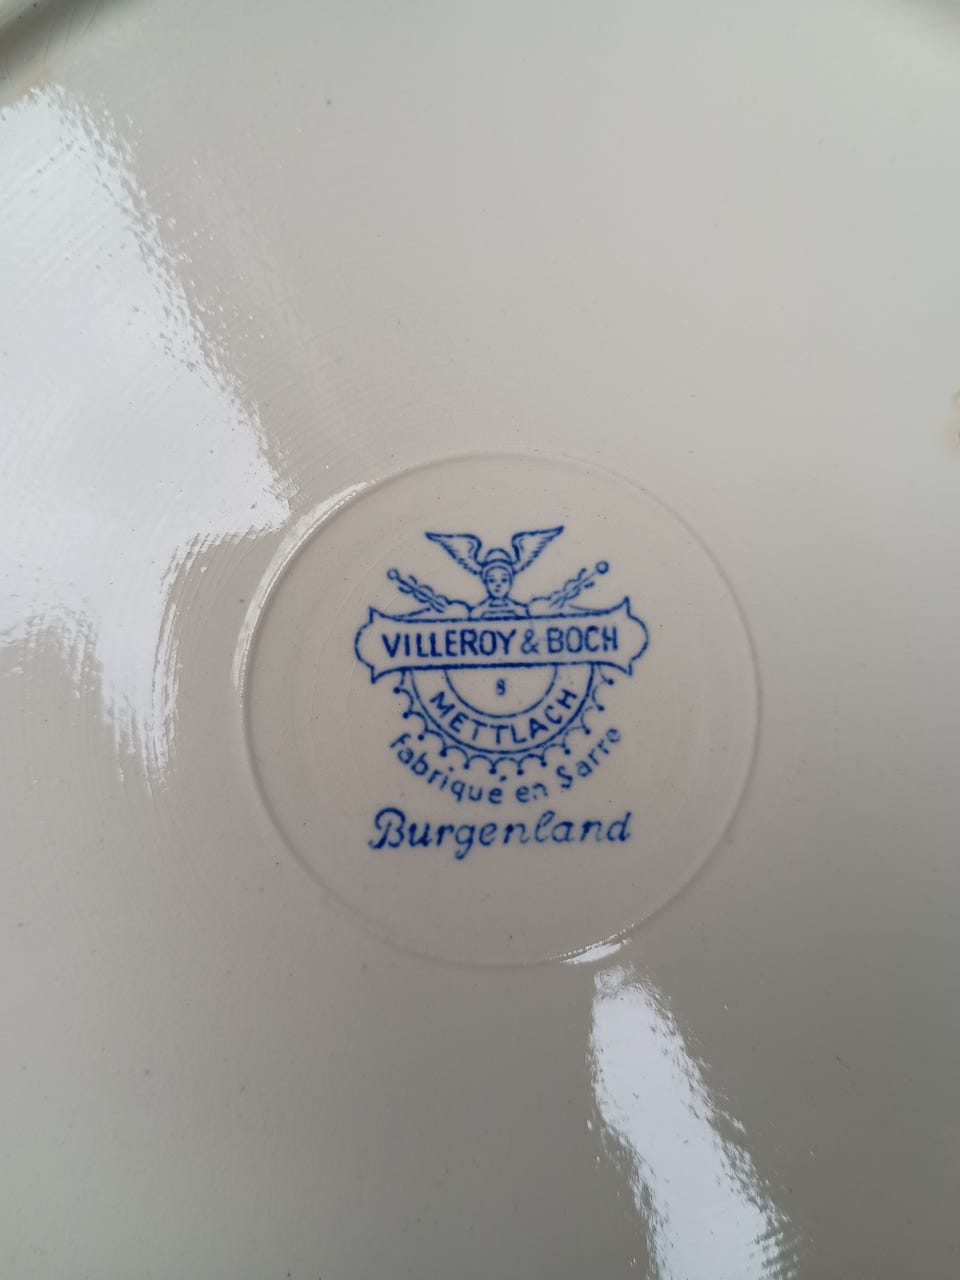 VILLEROY & BOCH
8
METTLACH
fabrique en Sarre
Burgenland